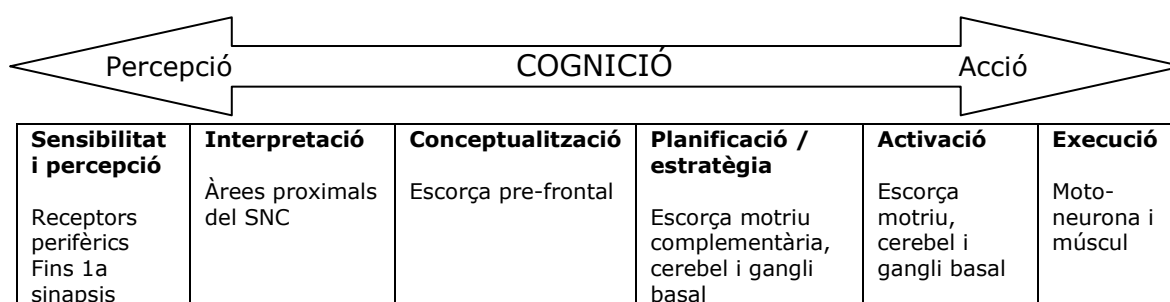 Percepció COGNICIÓ Acció
Sensibilitat
i percepció
Receptors
perifèrics
Fins 1a
sinapsis
Interpretació
Àrees proximals
del SNC
Conceptualització
Escorça pre-frontal
Planificació /
estratègia
Escorça motriu
complementària,
cerebel i gangli
basal
Activació
Escorça
motriu,
cerebel i
gangli basal
Execució
Moto-
neurona i
múscul